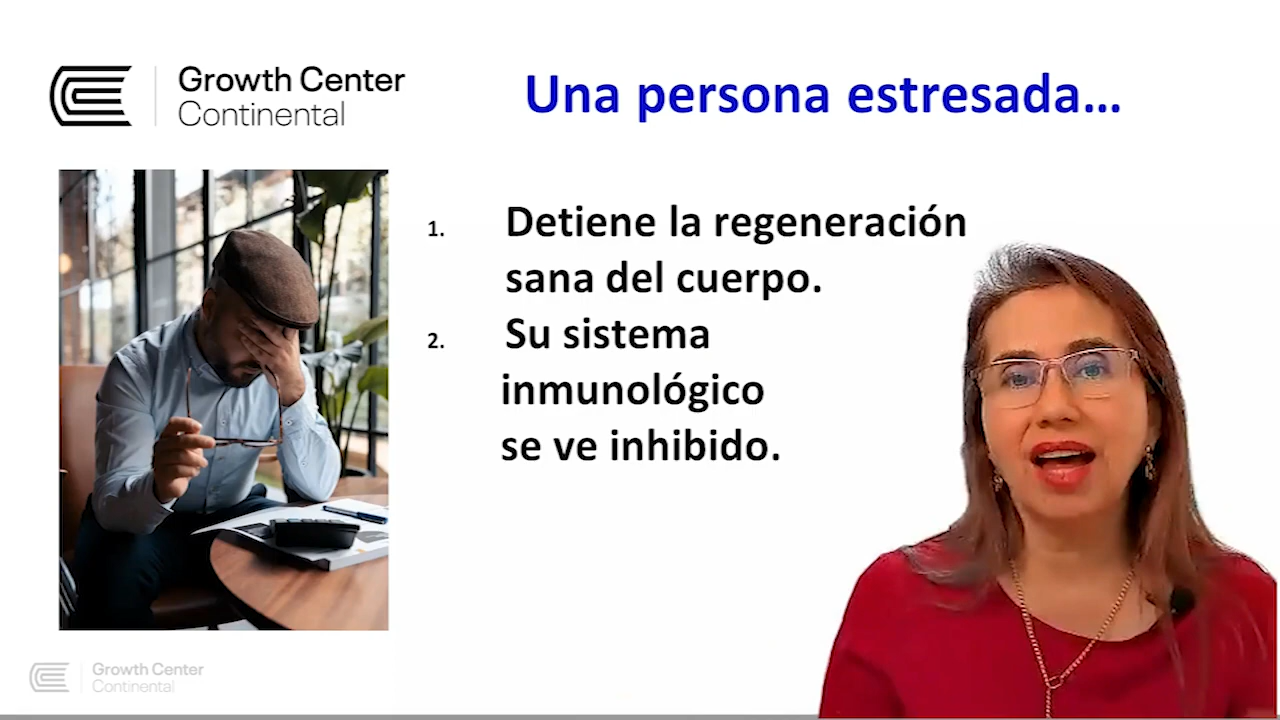 Growth Center
Continental
Una persona estresada...
1. Detiene la regeneración
sana del cuerpo.
2. Su sistema
inmunológico
se ve inhibido.
Growth Center
Continental